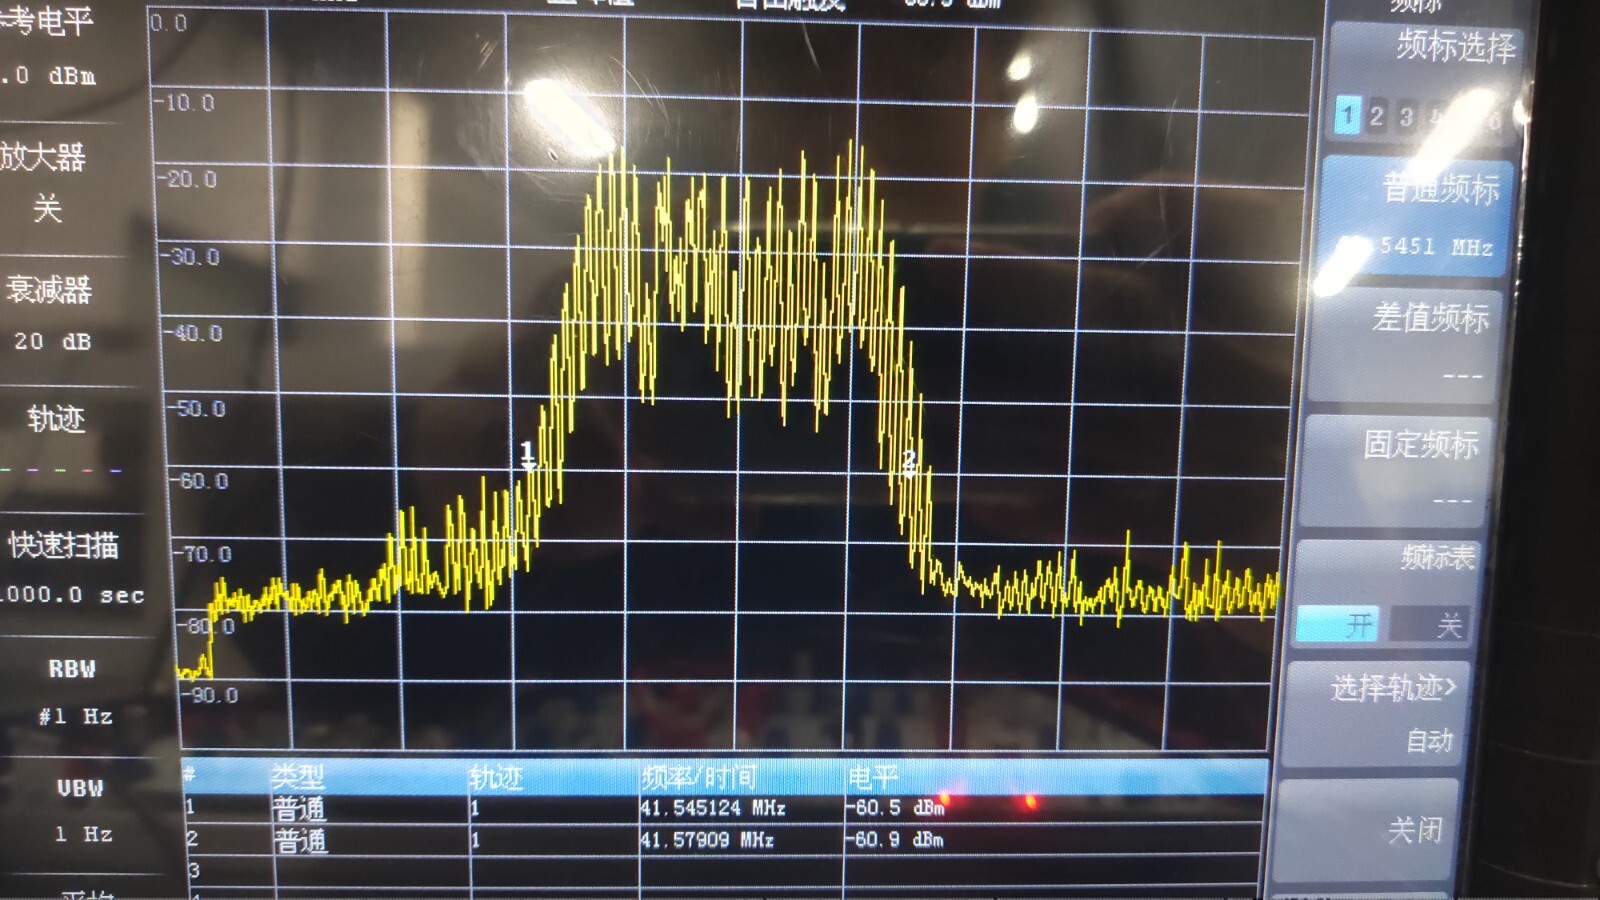 考电平
.0 dBm
放大器
关
衰减器
20 dB
轨迹
快速扫描
1000.0 sec
RBW
#1 Hz
VBW
1 Hz
0.0
-10.0
-20.0
-30.0
-40.0
-50.0
-60.0
-70.0
-80.0
-90.0
1
2
# 类型 轨迹 频率/时间 电平
1 普通 1 41.545124 MHz -60.5 dBm
2 普通 1 41.57909 MHz -60.9 dBm
3
频标
频标选择
1 2 3 4 6
普通频标
5451 MHz
差值频标
---
固定频标
---
频标表
开 关
选择轨迹>
自动
关闭